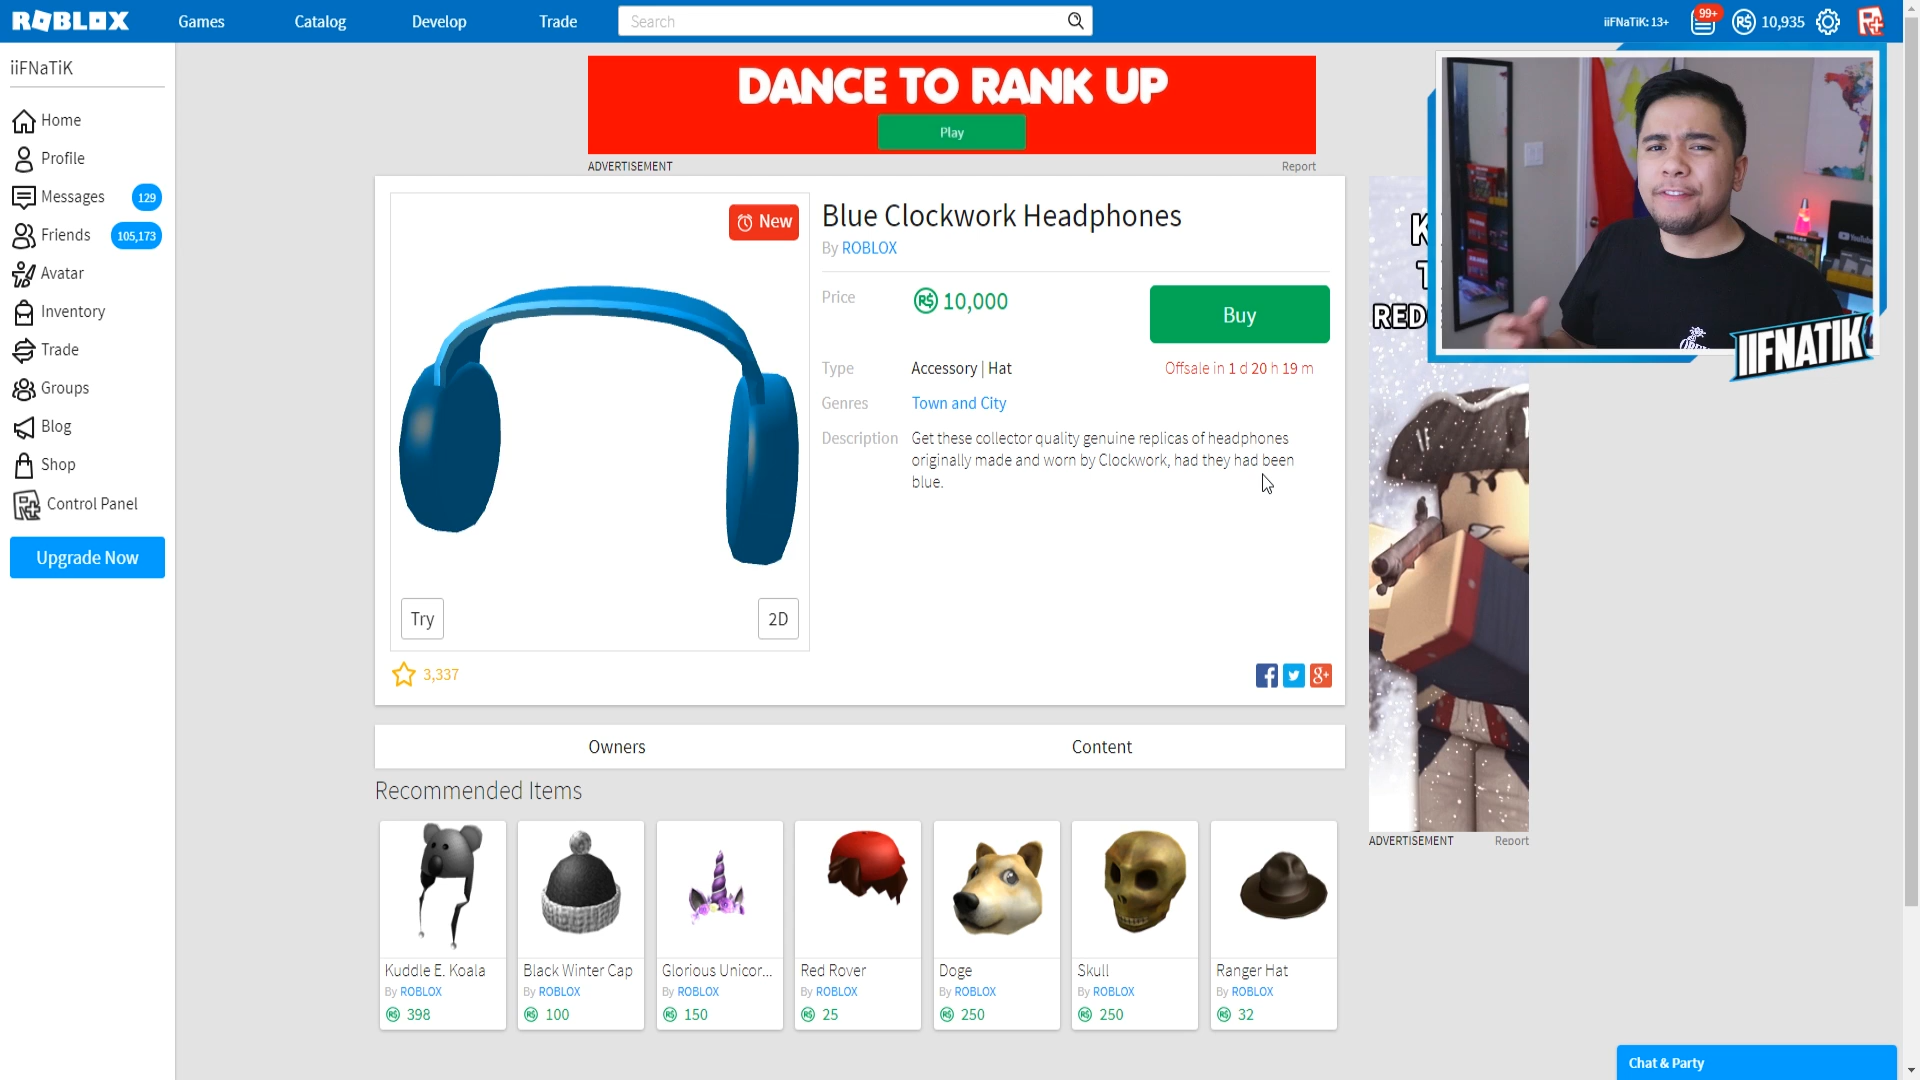 ROBLOX
Games
Catalog
Develop
Trade
Search
iiFNaTiK: 13+
99+
R$ 10,935
iiFNaTiK
Home
Profile
Messages
129
Friends
105,173
Avatar
Inventory
Trade
Groups
Blog
Shop
Control Panel
Upgrade Now
DANCE TO RANK UP
Play
ADVERTISEMENT
Report
New
Blue Clockwork Headphones
By ROBLOX
Price
R$ 10,000
Buy
Type
Accessory | Hat
Offsale in 1 d 20 h 19 m
Genres
Town and City
Description
Get these collector quality genuine replicas of headphones
originally made and worn by Clockwork, had they had been
blue.
Try
2D
3,337
Owners
Content
Recommended Items
Kuddle E. Koala
By ROBLOX
R$ 398
Black Winter Cap
By ROBLOX
R$ 100
Glorious Unicor...
By ROBLOX
R$ 150
Red Rover
By ROBLOX
R$ 25
Doge
By ROBLOX
R$ 250
Skull
By ROBLOX
R$ 250
Ranger Hat
By ROBLOX
R$ 32
RED
IIFNATIK
ADVERTISEMENT
Report
Chat & Party